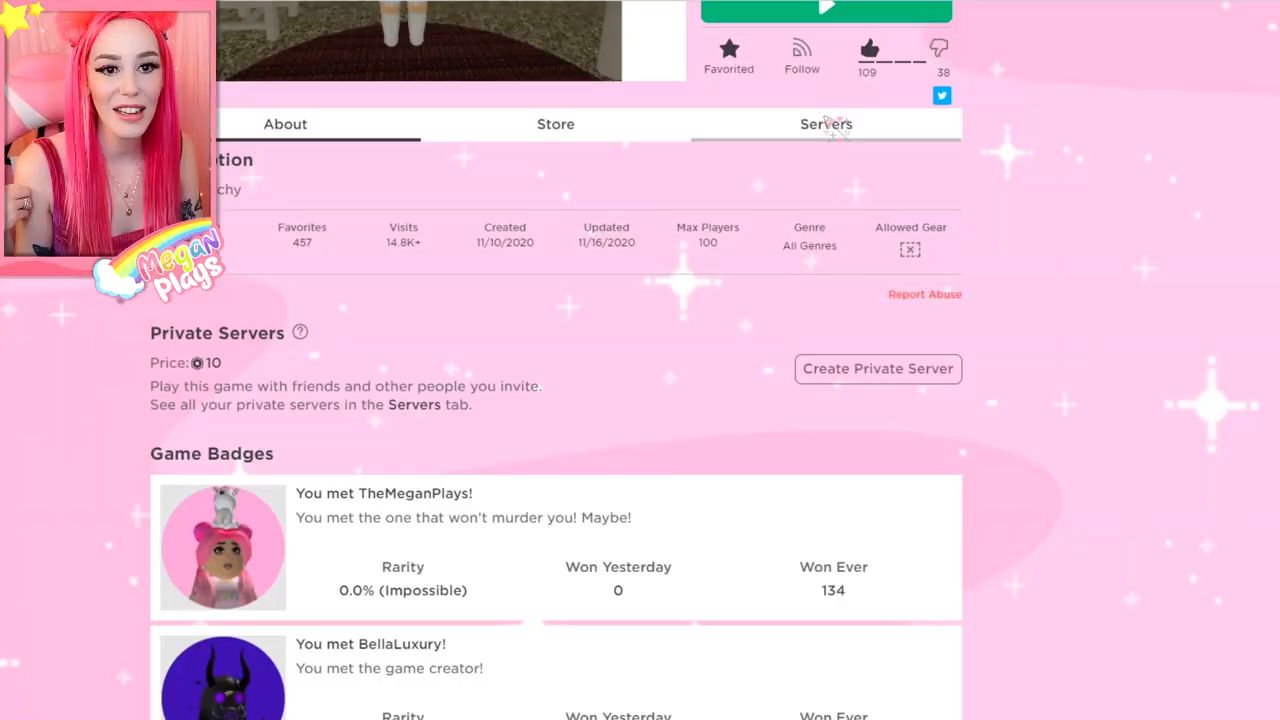 Favorited
Follow
109
38
About
Store
Servers
tion
chy
Favorites
457
Visits
14.8K+
Created
11/10/2020
Updated
11/16/2020
Max Players
100
Genre
All Genres
Allowed Gear
Megan
Plays
Report Abuse
Private Servers
Price: 10
Create Private Server
Play this game with friends and other people you invite.
See all your private servers in the Servers tab.
Game Badges
You met TheMeganPlays!
You met the one that won't murder you! Maybe!
Rarity
Won Yesterday
Won Ever
0.0% (Impossible)
0
134
You met BellaLuxury!
You met the game creator!
Rarity
Won Yesterday
Won Ever